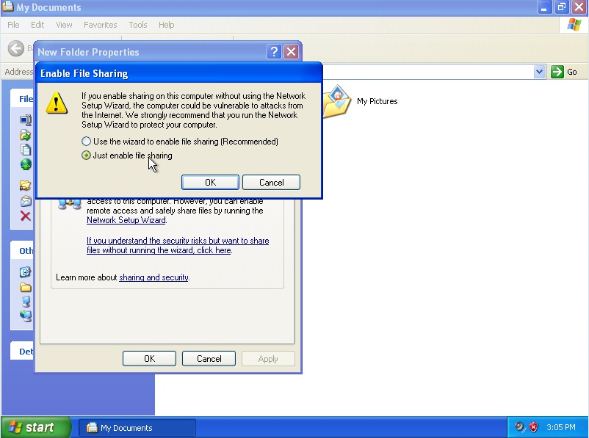 My Documents
File Edit View Favorites Tools Help
Address
Go
New Folder Properties
Enable File Sharing
If you enable sharing on this computer without using the Network
Setup Wizard, the computer could be vulnerable to attacks from
the Internet. We strongly recommend that you run the Network
Setup Wizard to protect your computer.
Use the wizard to enable file sharing (Recommended)
Just enable file sharing
OK Cancel
My Pictures
File
access to this computer. However, you can enable
remote access and safely share files by running the
Network Setup Wizard.
If you understand the security risks but want to share
files without running the wizard, click here.
Learn more about sharing and security.
Oth
Det
OK Cancel Apply
start My Documents 3:05 PM